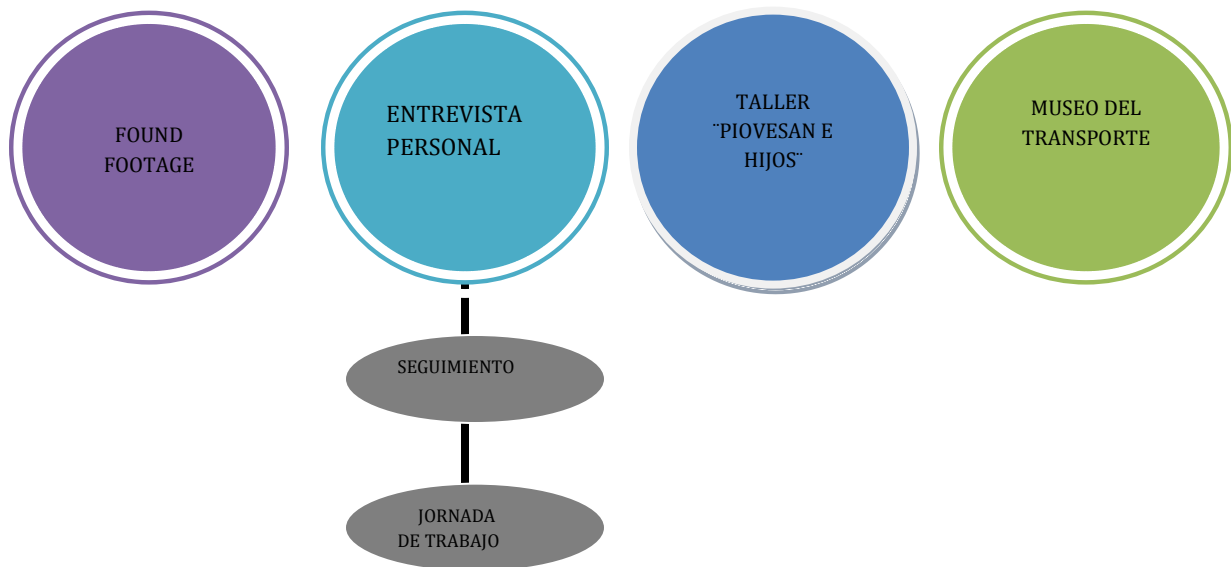 FOUND
FOOTAGE
ENTREVISTA
PERSONAL
TALLER
¨PIOVESAN E
HIJOS¨
MUSEO DEL
TRANSPORTE
SEGUIMIENTO
JORNADA
DE TRABAJO